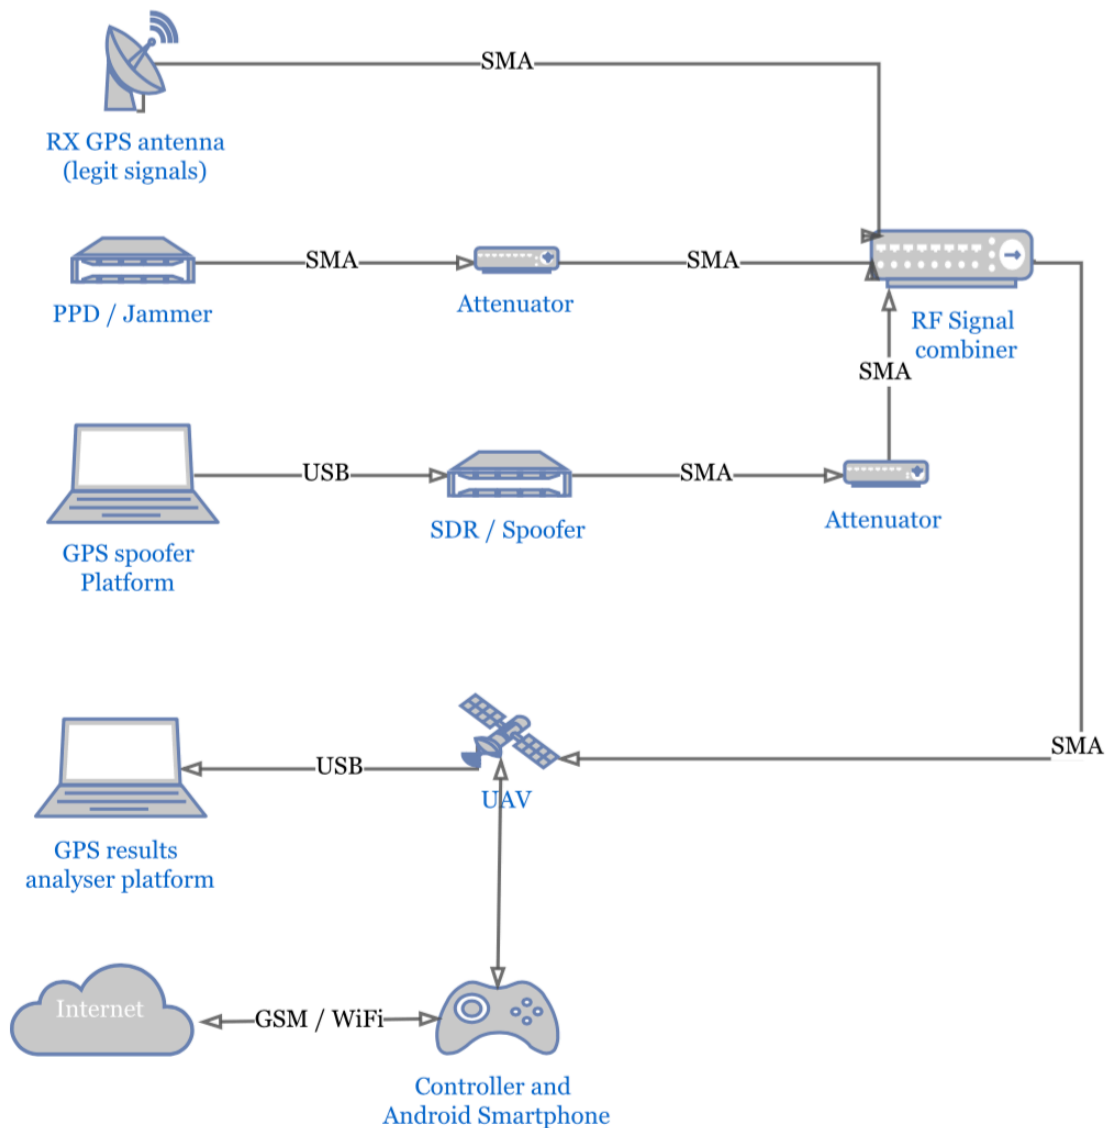 SMA
RX GPS antenna
(legit signals)
SMA
SMA
PPD / Jammer
Attenuator
RF Signal
combiner
SMA
USB
SMA
SDR / Spoofer
Attenuator
GPS spoofer
Platform
SMA
USB
UAV
GPS results
analyser platform
Internet
GSM / WiFi
Controller and
Android Smartphone